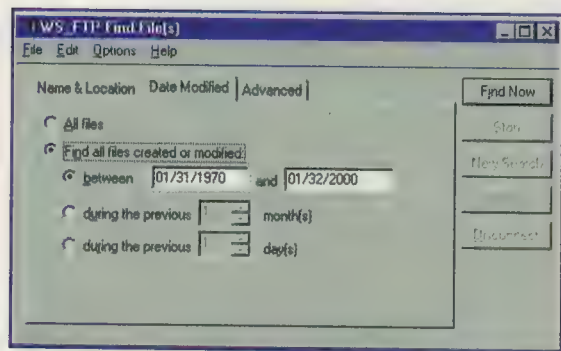 WS_FTP Find File(s)
File Edit Options Help
Name & Location Date Modified Advanced
All files
Find all files created or modified:
between 01/31/1970 and 01/32/2000
during the previous 1 month(s)
during the previous 1 day(s)
Find Now
Stop
New Search
Disconnect